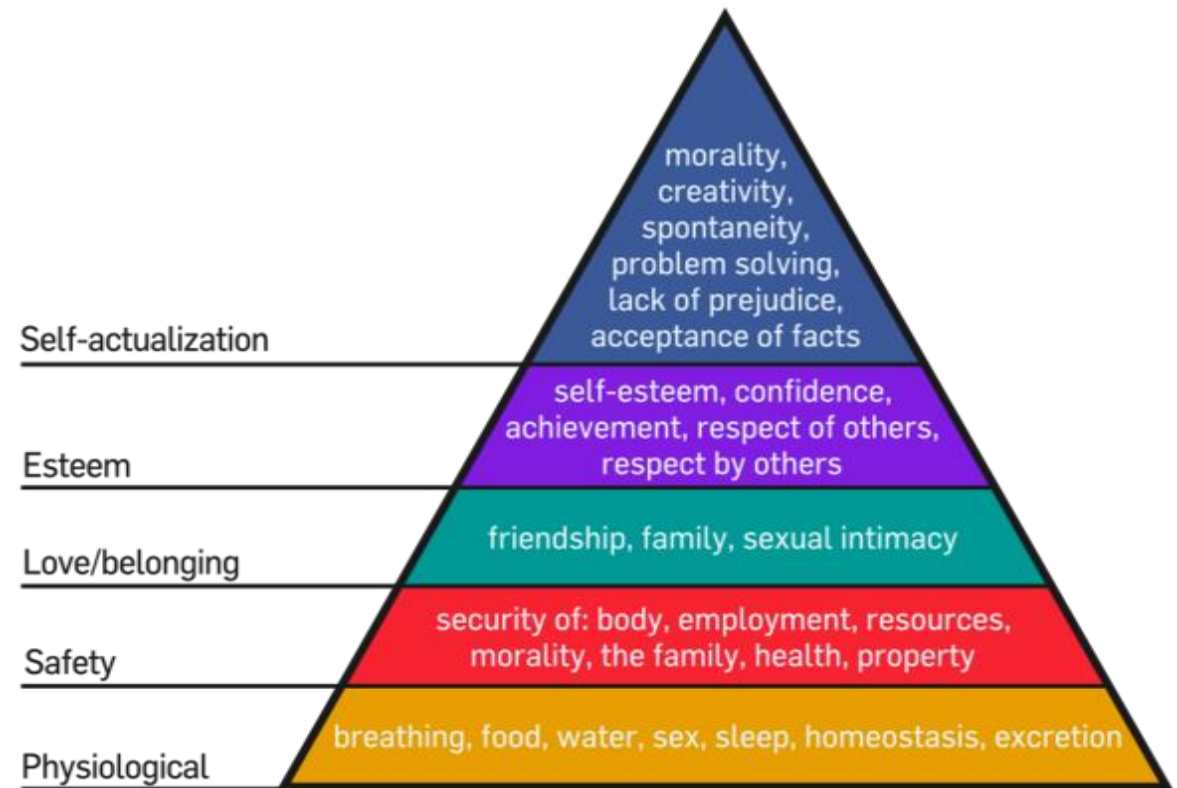 morality,
creativity,
spontaneity,
problem solving,
lack of prejudice,
acceptance of facts
Self-actualization
self-esteem, confidence,
achievement, respect of others,
respect by others
Esteem
friendship, family, sexual intimacy
Love/belonging
security of: body, employment, resources,
morality, the family, health, property
Safety
breathing, food, water, sex, sleep, homeostasis, excretion
Physiological